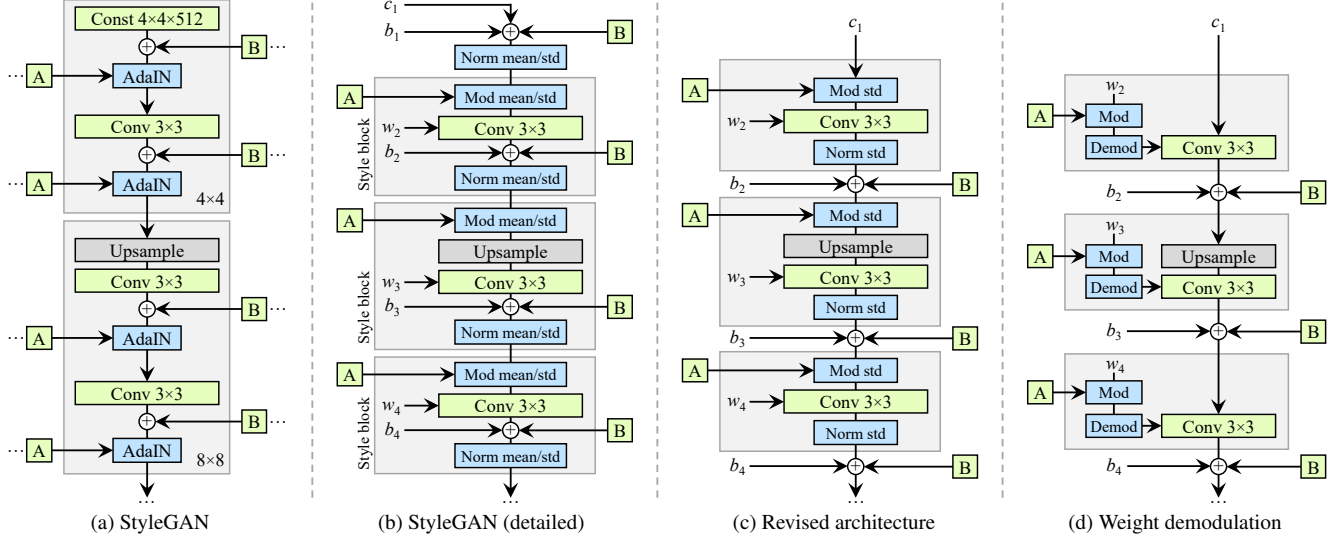 Const 4×4×512
B ...
... A
AdaIN
Conv 3×3
B ...
... A
AdaIN
4×4
Upsample
Conv 3×3
B ...
... A
AdaIN
Conv 3×3
B ...
... A
AdaIN
8×8
...
(a) StyleGAN
c1
b1
B
Norm mean/std
A
Mod mean/std
w2
Conv 3×3
b2
B
Norm mean/std
Style block
A
Mod mean/std
Upsample
w3
Conv 3×3
b3
B
Norm mean/std
Style block
A
Mod mean/std
w4
Conv 3×3
b4
B
Norm mean/std
Style block
...
(b) StyleGAN (detailed)
c1
A
Mod std
w2
Conv 3×3
Norm std
b2
B
A
Mod std
Upsample
w3
Conv 3×3
Norm std
b3
B
A
Mod std
w4
Conv 3×3
Norm std
b4
B
...
(c) Revised architecture
c1
w2
A
Mod
Demod
Conv 3×3
b2
B
w3
A
Mod
Upsample
Demod
Conv 3×3
b3
B
w4
A
Mod
Demod
Conv 3×3
b4
B
...
(d) Weight demodulation